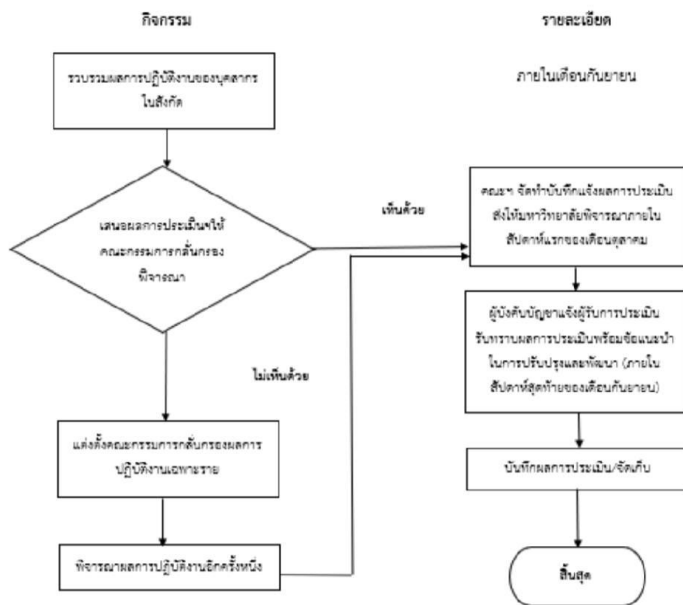 กิจกรรม
รายละเอียด
รวบรวมผลการปฏิบัติงานของบุคลากร
ในสังกัด
ภายในเดือนกันยายน
เสนอผลการประเมินฯให้
คณะกรรมการกลั่นกรอง
พิจารณา
เห็นด้วย
คณะฯ จัดทำบันทึกแจ้งผลการประเมิน
ส่งให้มหาวิทยาลัยพิจารณาภายใน
สัปดาห์แรกของเดือนตุลาคม
ผู้บังคับบัญชาแจ้งผู้รับการประเมิน
รับทราบผลการประเมินพร้อมข้อแนะนำ
ในการปรับปรุงและพัฒนา (ภายใน
สัปดาห์สุดท้ายของเดือนกันยายน)
ไม่เห็นด้วย
แต่งตั้งคณะกรรมการกลั่นกรองผลการ
ปฏิบัติงานเฉพาะราย
บันทึกผลการประเมิน/จัดเก็บ
พิจารณาผลการปฏิบัติงานอีกครั้งหนึ่ง
สิ้นสุด